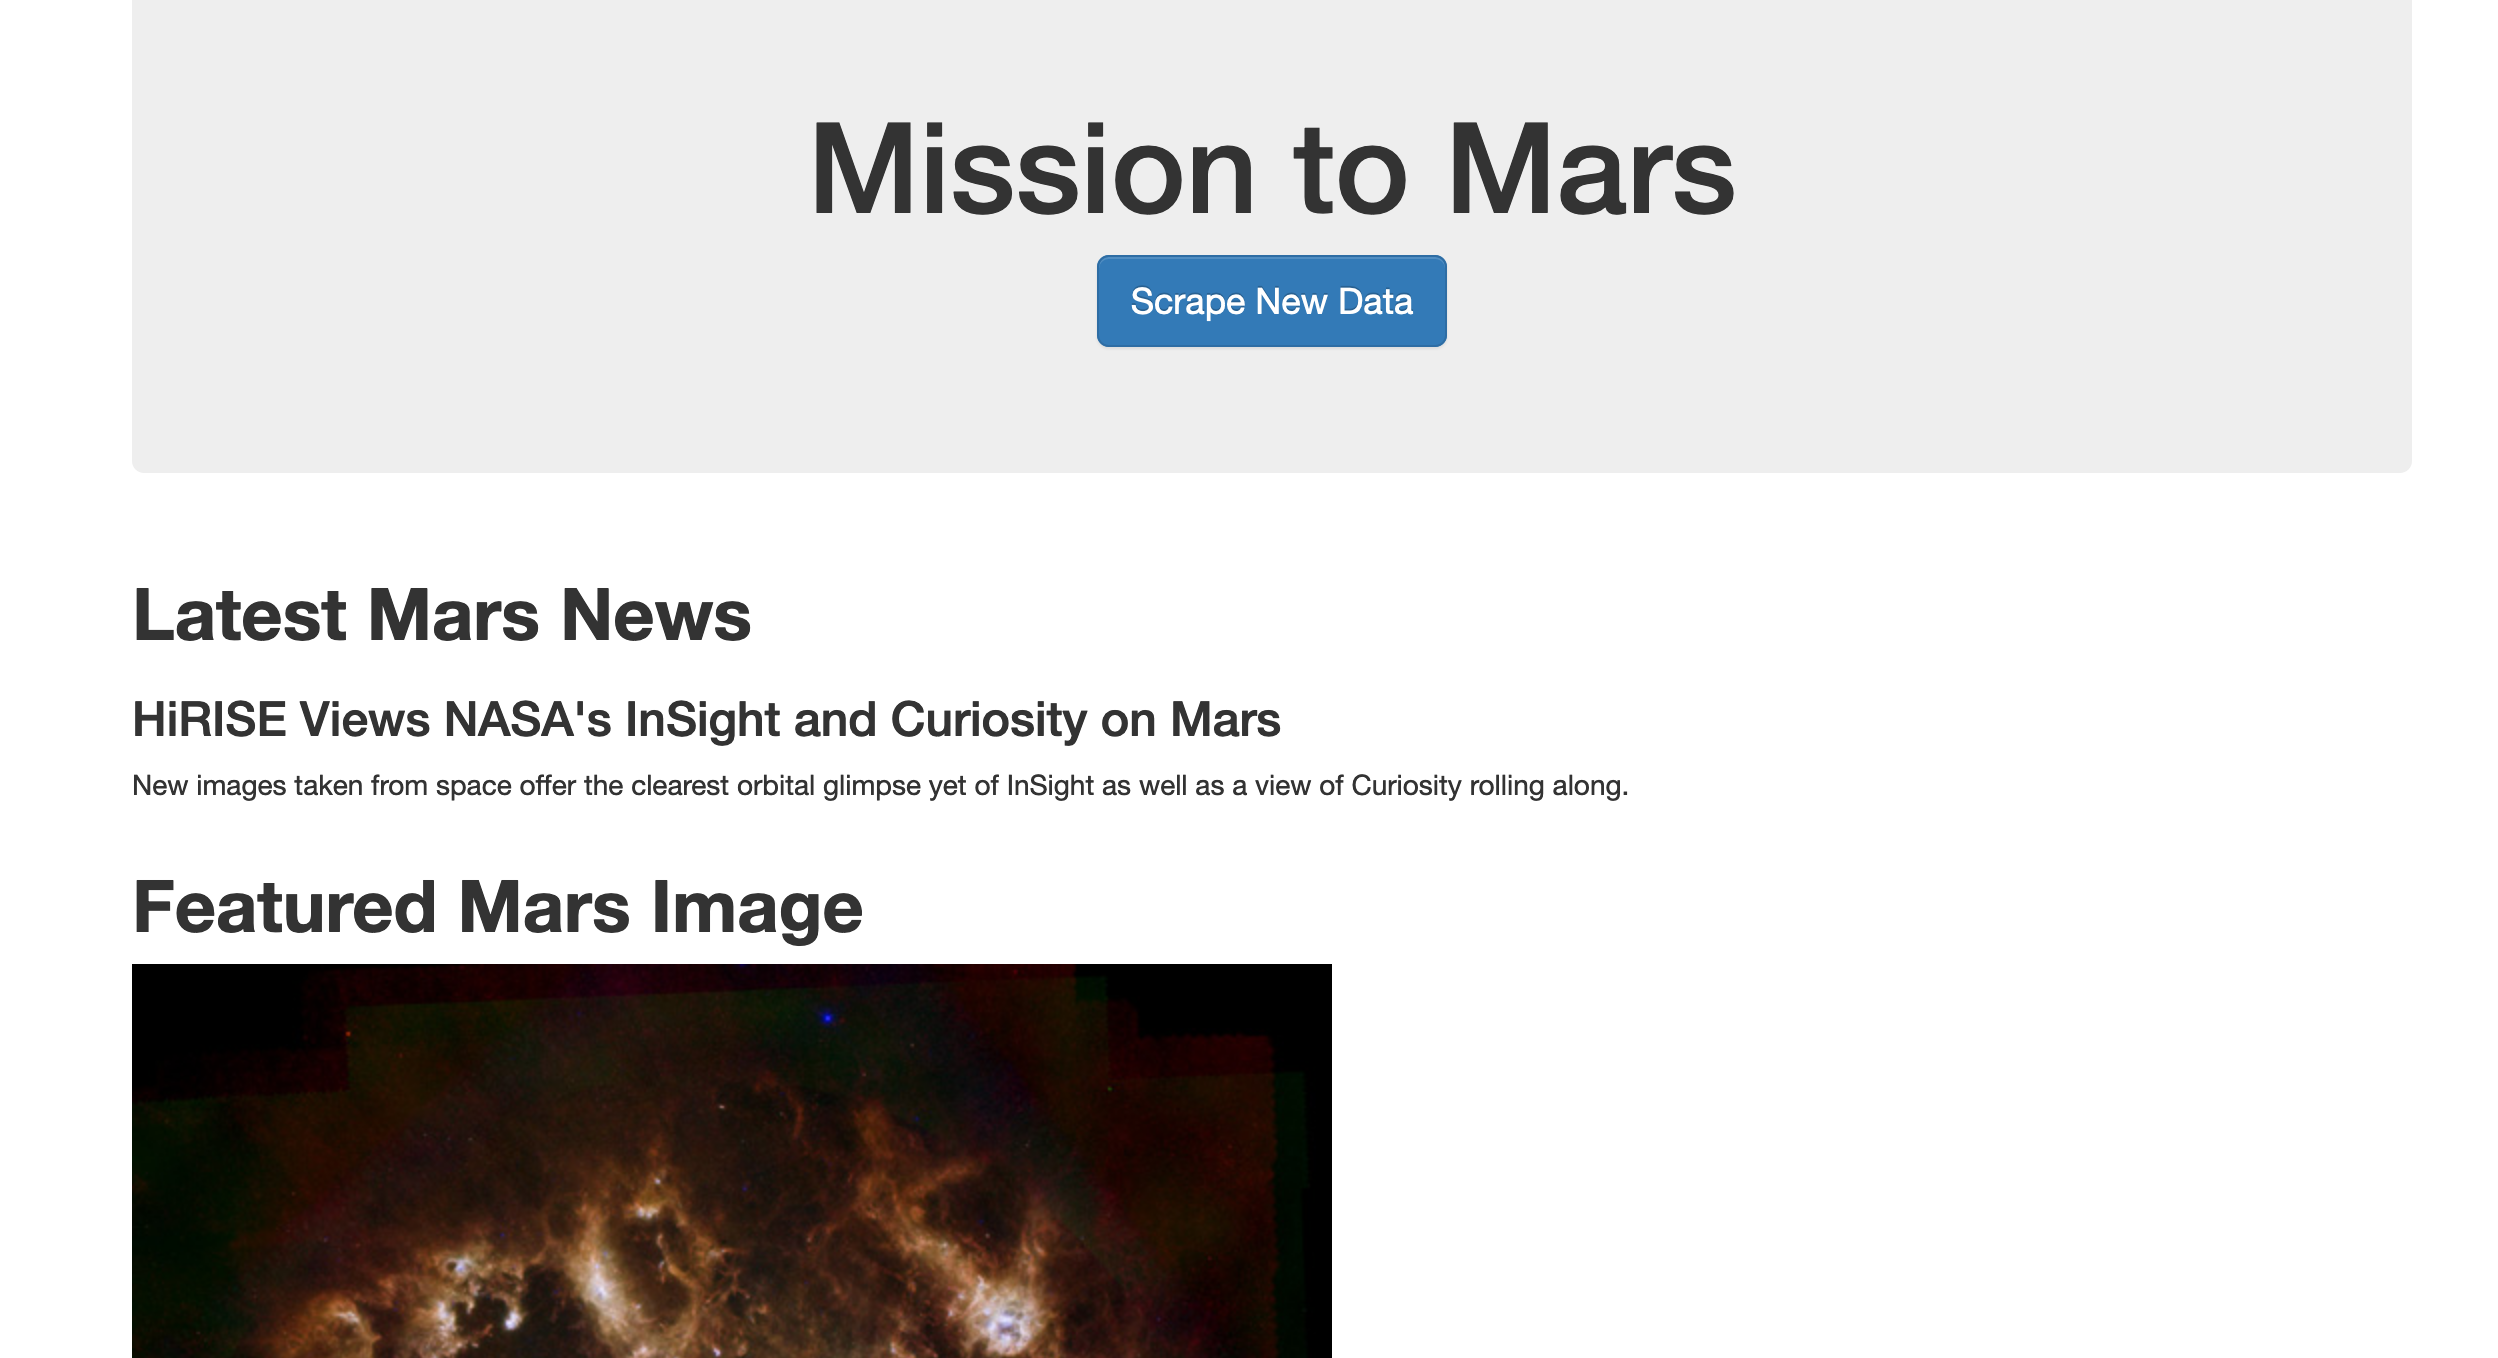 Mission to Mars
Scrape New Data
Latest Mars News
HiRISE Views NASA's InSight and Curiosity on Mars
New images taken from space offer the clearest orbital glimpse yet of InSight as well as a view of Curiosity rolling along.
Featured Mars Image